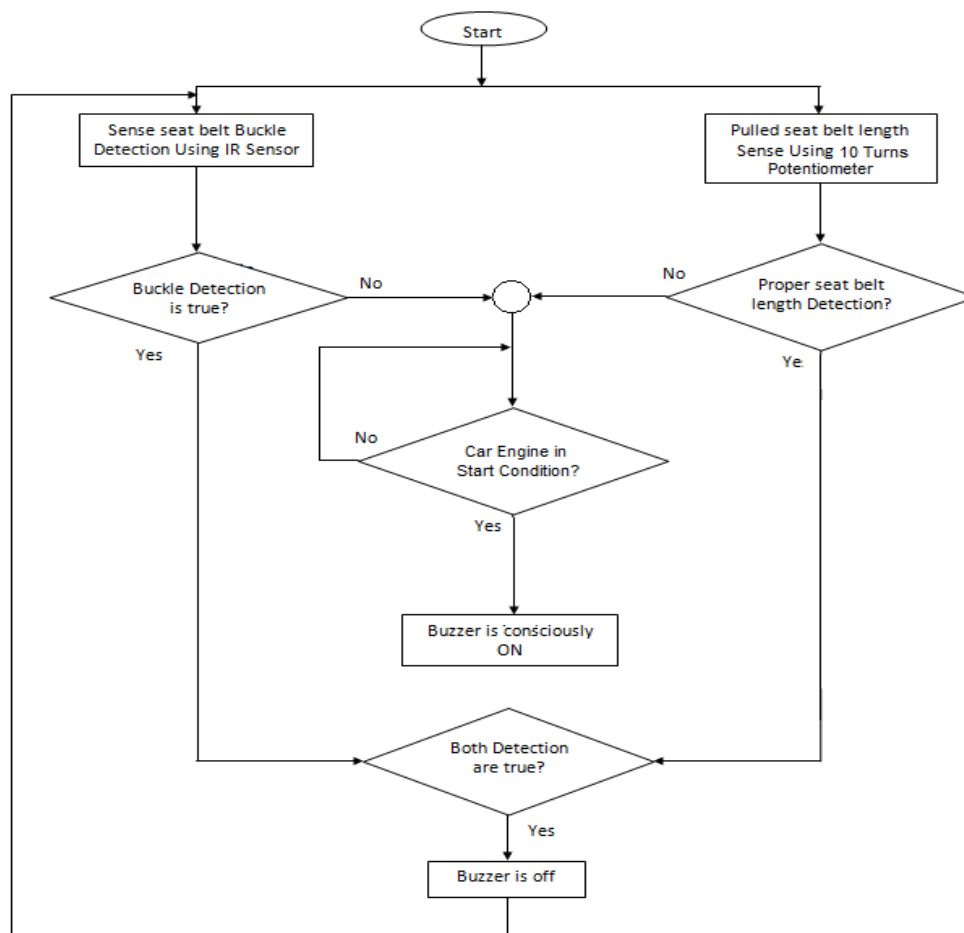 Start
Sense seat belt Buckle
Detection Using IR Sensor
Pulled seat belt length
Sense Using 10 Turns
Potentiometer
Buckle Detection
is true?
No
No
Proper seat belt
length Detection?
Yes
Ye
No
Car Engine in
Start Condition?
Yes
Buzzer is consciously
ON
Both Detection
are true?
Yes
Buzzer is off